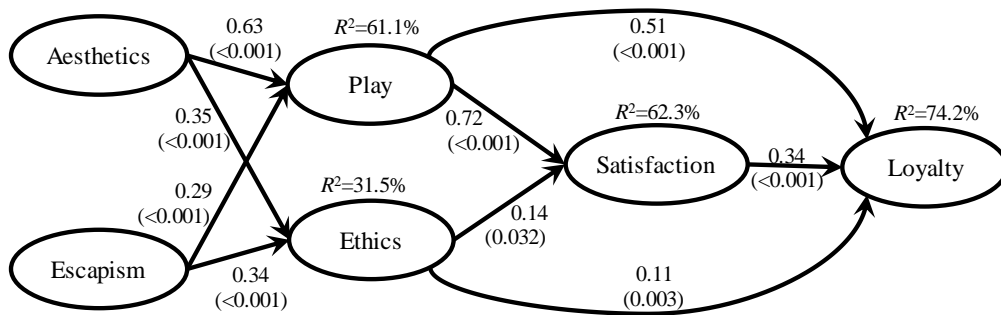 0.63
(<0.001)
R²=61.1%
0.51
(<0.001)
Aesthetics
Play
R²=74.2%
0.35
(<0.001)
0.72
(<0.001)
R²=62.3%
Satisfaction
0.34
(<0.001)
Loyalty
0.29
(<0.001)
R²=31.5%
0.14
(0.032)
Ethics
Escapism
0.34
(<0.001)
0.11
(0.003)